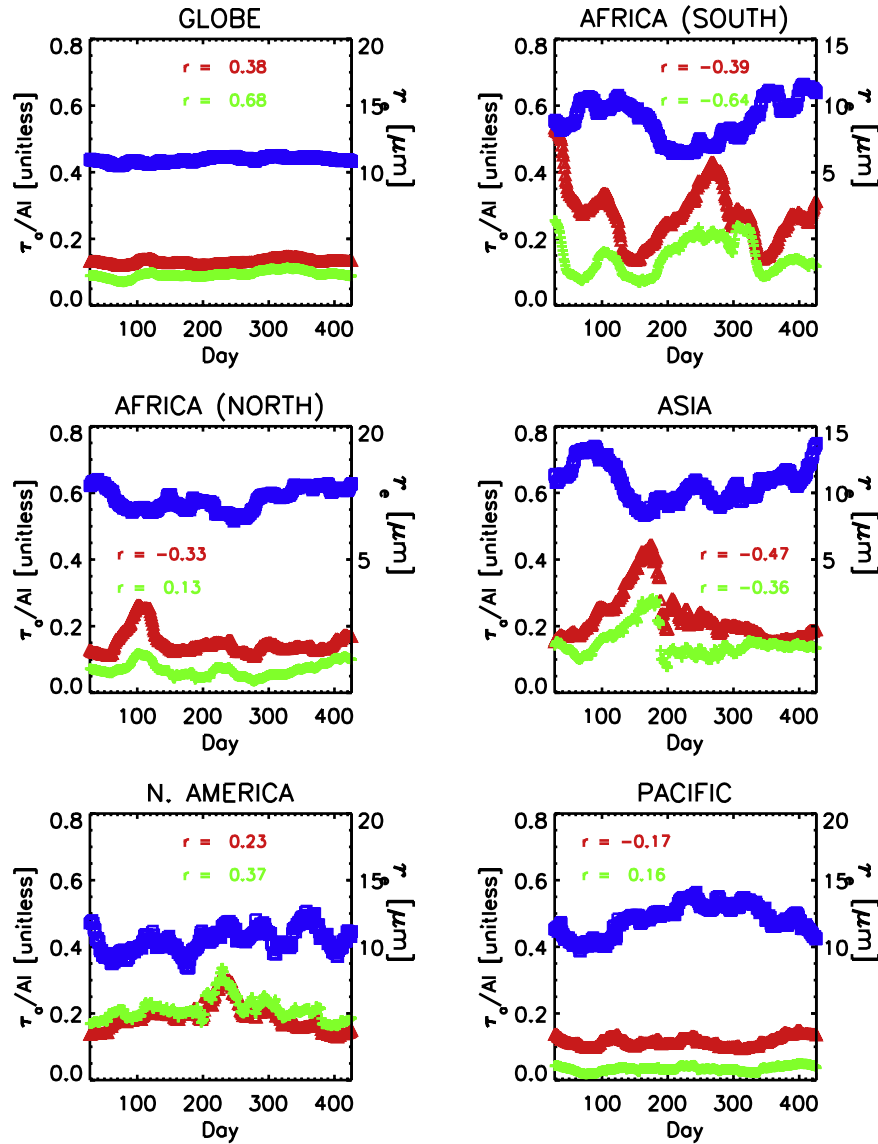 GLOBE
0.8
0.6
0.4
0.2
0.0
20
15
10
r = 0.38
r = 0.68
τa/AI [unitless]
re [μm]
100 200 300 400
Day
AFRICA (SOUTH)
0.8
0.6
0.4
0.2
0.0
15
10
5
r = -0.39
r = -0.64
τa/AI [unitless]
re [μm]
100 200 300 400
Day
AFRICA (NORTH)
0.8
0.6
0.4
0.2
0.0
20
10
5
r = -0.33
r = 0.13
τa/AI [unitless]
re [μm]
100 200 300 400
Day
ASIA
0.8
0.6
0.4
0.2
0.0
15
10
5
r = -0.47
r = -0.36
τa/AI [unitless]
re [μm]
100 200 300 400
Day
N. AMERICA
0.8
0.6
0.4
0.2
0.0
20
15
10
r = 0.23
r = 0.37
τa/AI [unitless]
re [μm]
100 200 300 400
Day
PACIFIC
0.8
0.6
0.4
0.2
0.0
20
15
10
r = -0.17
r = 0.16
τa/AI [unitless]
re [μm]
100 200 300 400
Day